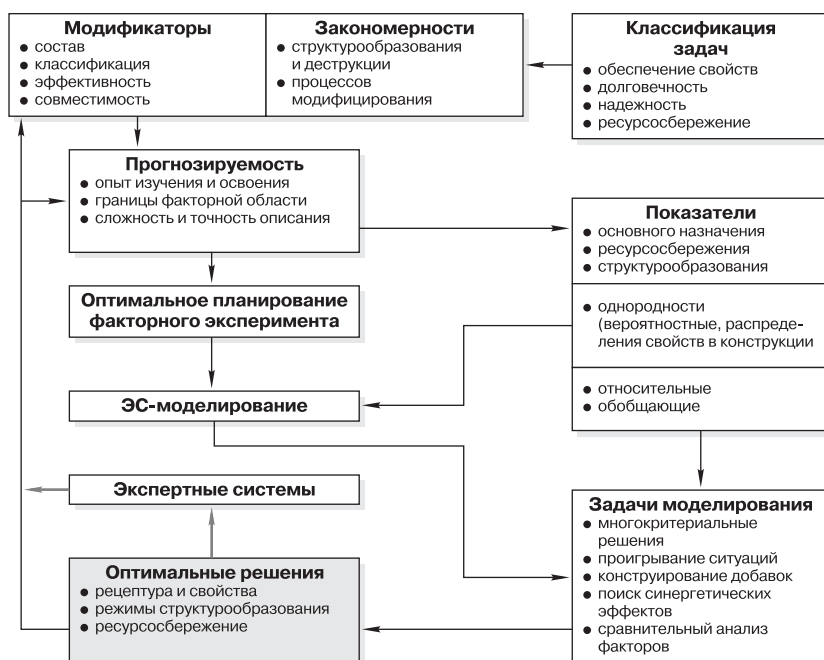 Модификаторы
● состав
● классификация
● эффективность
● совместимость
Закономерности
● структурообразования
и деструкции
● процессов
модифицирования
Классификация
задач
● обеспечение свойств
● долговечность
● надежность
● ресурсосбережение
Прогнозируемость
● опыт изучения и освоения
● границы факторной области
● сложность и точность описания
Показатели
● основного назначения
● ресурсосбережения
● структурообразования
● однородности
(вероятностные, распреде-
ления свойств в конструкции
● относительные
● обобщающие
Оптимальное планирование
факторного эксперимента
ЭС-моделирование
Экспертные системы
Оптимальные решения
● рецептура и свойства
● режимы структурообразования
● ресурсосбережение
Задачи моделирования
● многокритериальные
решения
● проигрывание ситуаций
● конструирование добавок
● поиск синергетических
эффектов
● сравнительный анализ
факторов